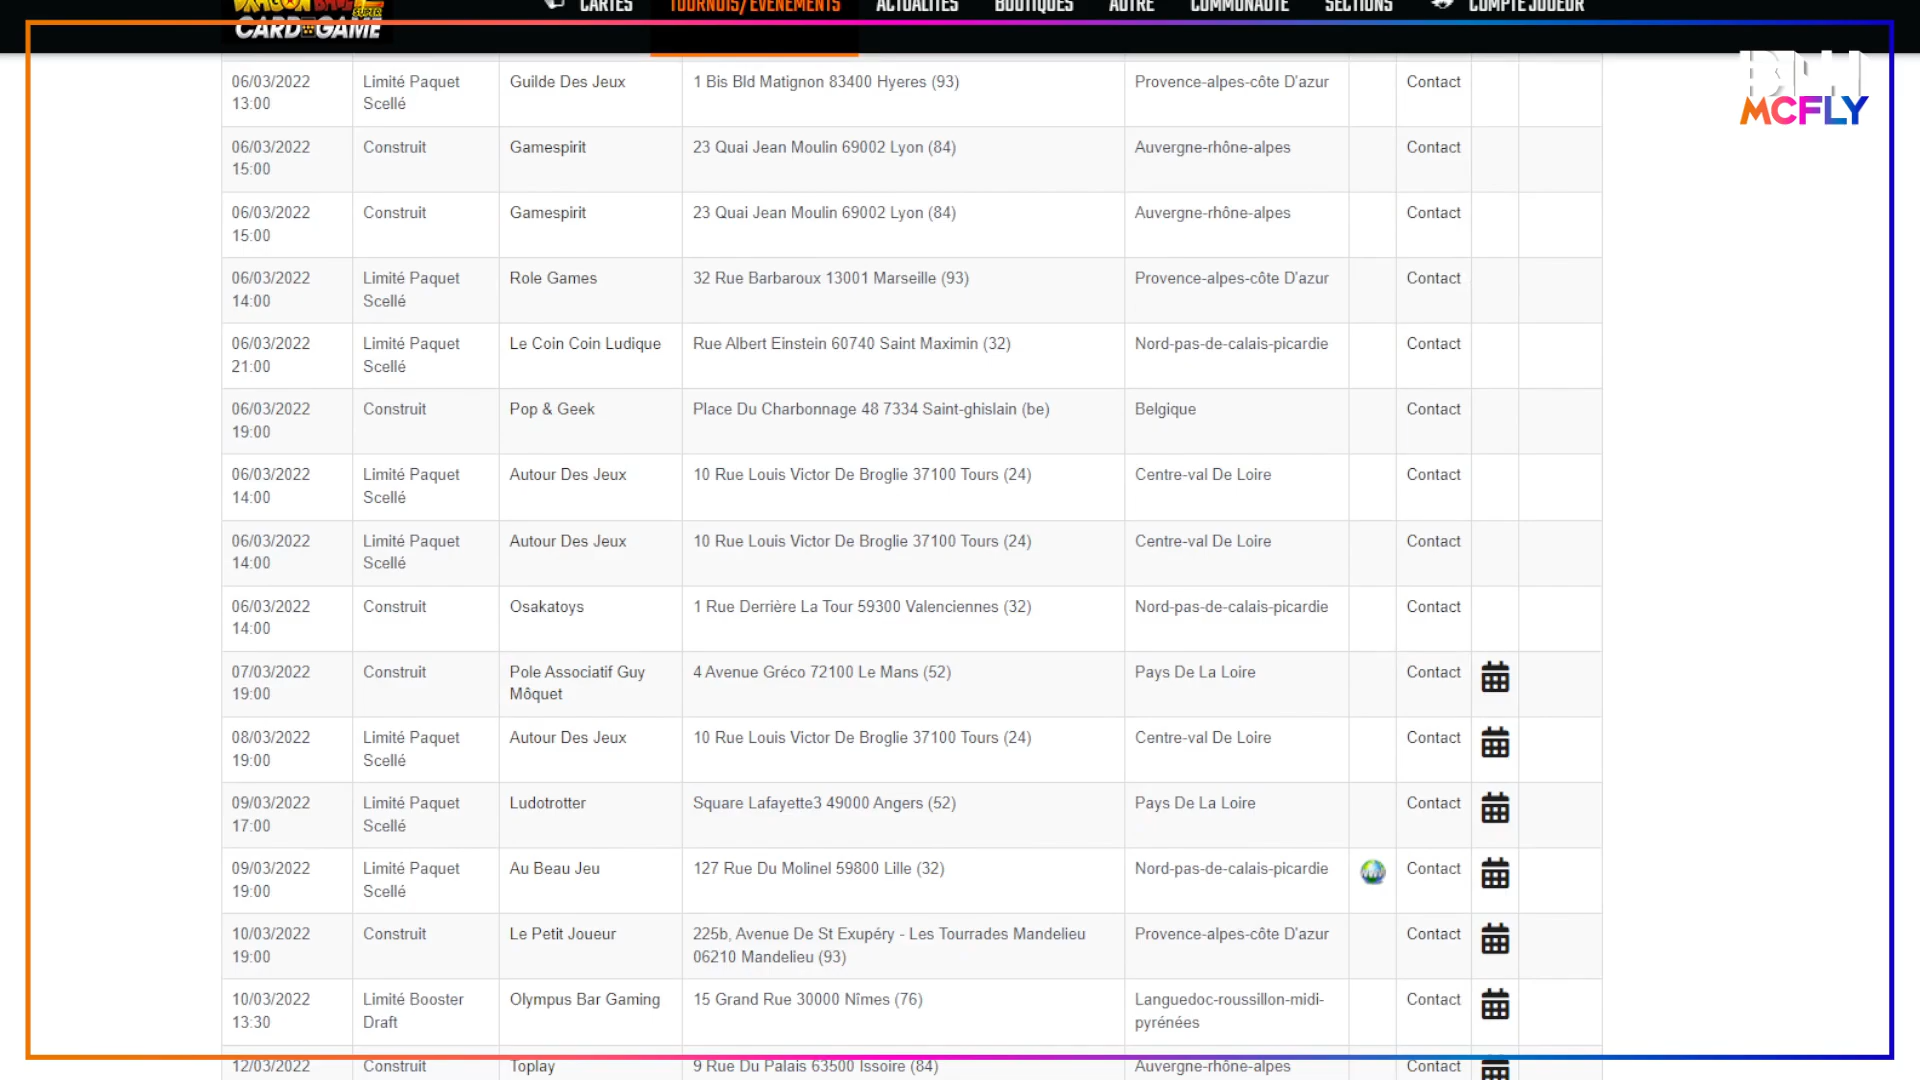 DRAGON BALL SUPER
CARD GAME
CARTES TOURNOIS/ÉVÉNEMENTS ACTUALITÉS BOUTIQUES AUTRE COMMUNAUTÉ SECTIONS COMPTE JOUEUR
MCFLY
06/03/2022 Limité Paquet Guilde Des Jeux 1 Bis Bld Matignon 83400 Hyeres (93) Provence-alpes-côte D'azur Contact
13:00 Scellé
06/03/2022 Construit Gamespirit 23 Quai Jean Moulin 69002 Lyon (84) Auvergne-rhône-alpes Contact
15:00
06/03/2022 Construit Gamespirit 23 Quai Jean Moulin 69002 Lyon (84) Auvergne-rhône-alpes Contact
15:00
06/03/2022 Limité Paquet Role Games 32 Rue Barbaroux 13001 Marseille (93) Provence-alpes-côte D'azur Contact
14:00 Scellé
06/03/2022 Limité Paquet Le Coin Coin Ludique Rue Albert Einstein 60740 Saint Maximin (32) Nord-pas-de-calais-picardie Contact
21:00 Scellé
06/03/2022 Construit Pop & Geek Place Du Charbonnage 48 7334 Saint-ghislain (be) Belgique Contact
19:00
06/03/2022 Limité Paquet Autour Des Jeux 10 Rue Louis Victor De Broglie 37100 Tours (24) Centre-val De Loire Contact
14:00 Scellé
06/03/2022 Limité Paquet Autour Des Jeux 10 Rue Louis Victor De Broglie 37100 Tours (24) Centre-val De Loire Contact
14:00 Scellé
06/03/2022 Construit Osakatoys 1 Rue Derrière La Tour 59300 Valenciennes (32) Nord-pas-de-calais-picardie Contact
14:00
07/03/2022 Construit Pole Associatif Guy 4 Avenue Gréco 72100 Le Mans (52) Pays De La Loire Contact
19:00 Môquet
08/03/2022 Limité Paquet Autour Des Jeux 10 Rue Louis Victor De Broglie 37100 Tours (24) Centre-val De Loire Contact
19:00 Scellé
09/03/2022 Limité Paquet Ludotrotter Square Lafayette3 49000 Angers (52) Pays De La Loire Contact
17:00 Scellé
09/03/2022 Limité Paquet Au Beau Jeu 127 Rue Du Molinel 59800 Lille (32) Nord-pas-de-calais-picardie Contact
19:00 Scellé
10/03/2022 Construit Le Petit Joueur 225b, Avenue De St Exupéry - Les Tourrades Mandelieu Provence-alpes-côte D'azur Contact
19:00 06210 Mandelieu (93)
10/03/2022 Limité Booster Olympus Bar Gaming 15 Grand Rue 30000 Nîmes (76) Languedoc-roussillon-midi- Contact
13:30 Draft pyrénées
12/03/2022 Construit Toplay 9 Rue Du Palais 63500 Issoire (84) Auvergne-rhône-alpes Contact